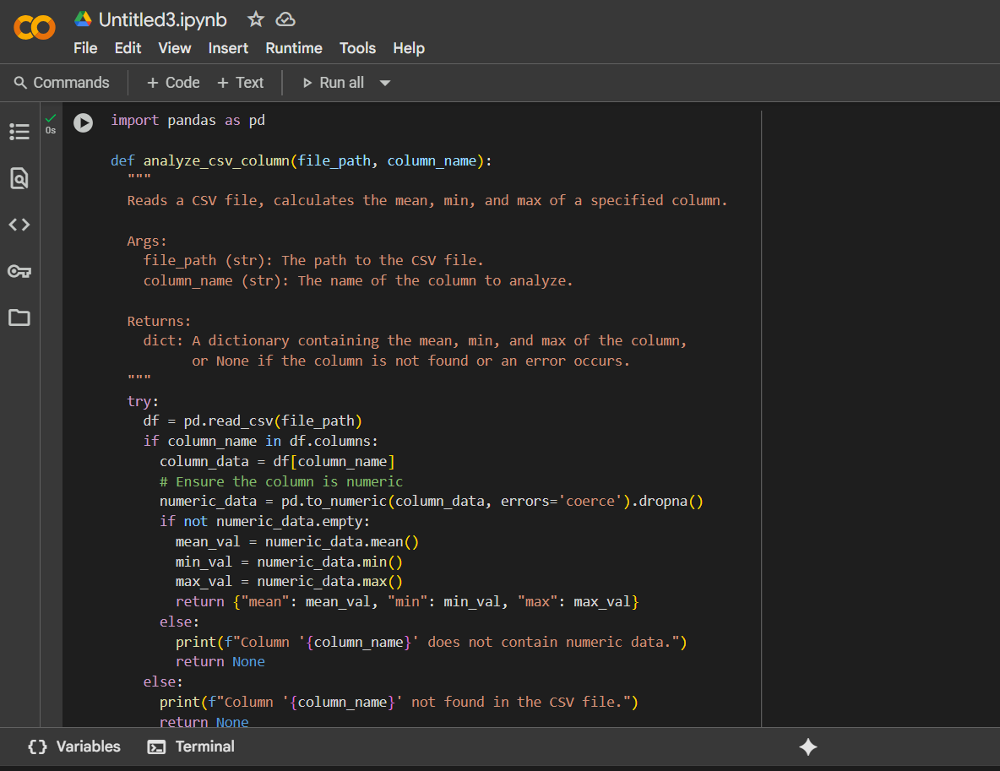 Untitled3.ipynb
File Edit View Insert Runtime Tools Help
Commands + Code + Text Run all
0s
import pandas as pd
def analyze_csv_column(file_path, column_name):
"""
Reads a CSV file, calculates the mean, min, and max of a specified column.
Args:
file_path (str): The path to the CSV file.
column_name (str): The name of the column to analyze.
Returns:
dict: A dictionary containing the mean, min, and max of the column,
or None if the column is not found or an error occurs.
"""
try:
df = pd.read_csv(file_path)
if column_name in df.columns:
column_data = df[column_name]
# Ensure the column is numeric
numeric_data = pd.to_numeric(column_data, errors='coerce').dropna()
if not numeric_data.empty:
mean_val = numeric_data.mean()
min_val = numeric_data.min()
max_val = numeric_data.max()
return {"mean": mean_val, "min": min_val, "max": max_val}
else:
print(f"Column '{column_name}' does not contain numeric data.")
return None
else:
print(f"Column '{column_name}' not found in the CSV file.")
return None
Variables Terminal